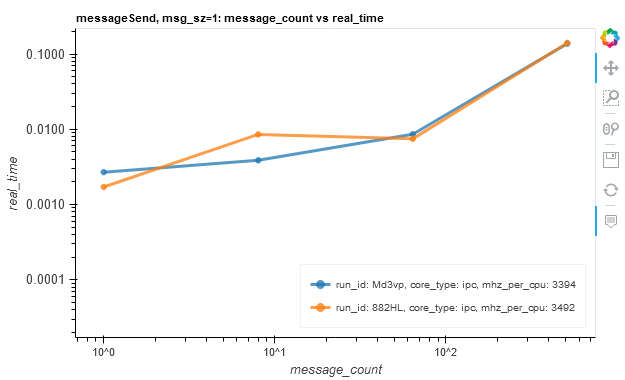 messageSend, msg_sz=1: message_count vs real_time
real_time
0.1000
0.0100
0.0010
0.0001
run_id: Md3vp, core_type: ipc, mhz_per_cpu: 3394
run_id: 882HL, core_type: ipc, mhz_per_cpu: 3492
10^0
10^1
10^2
message_count